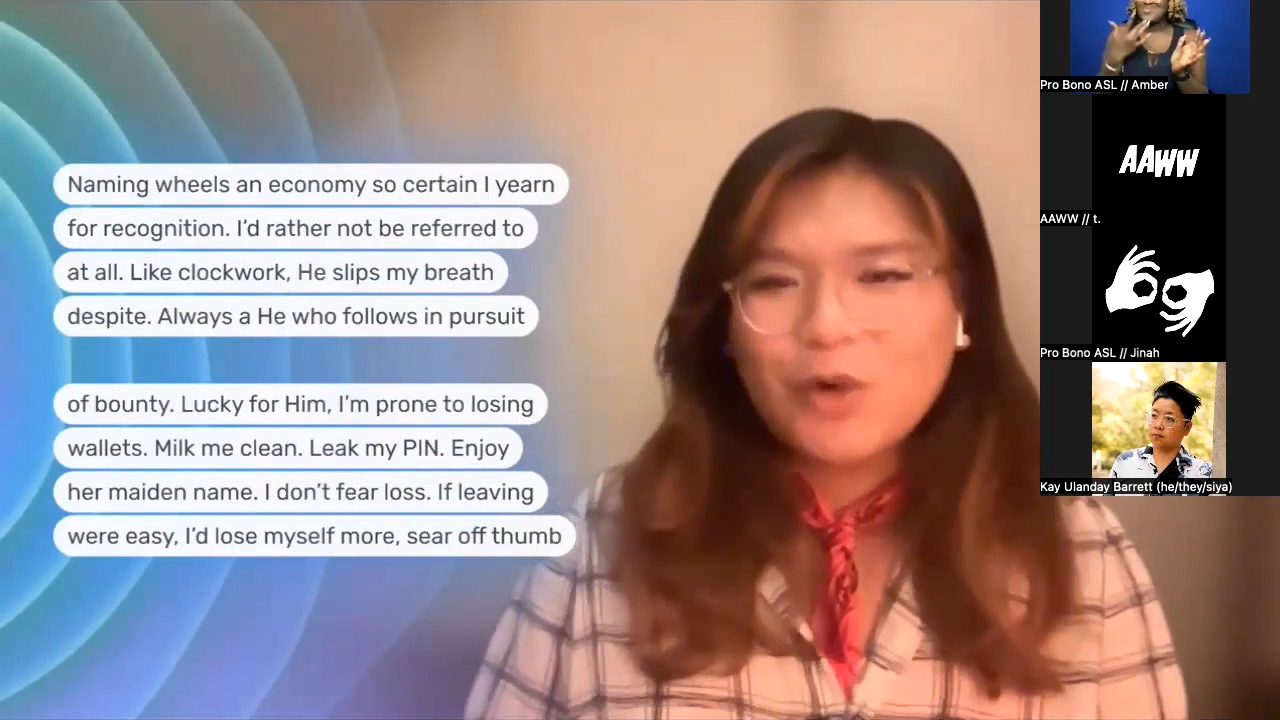 Naming wheels an economy so certain I yearn
for recognition. I’d rather not be referred to
at all. Like clockwork, He slips my breath
despite. Always a He who follows in pursuit
of bounty. Lucky for Him, I’m prone to losing
wallets. Milk me clean. Leak my PIN. Enjoy
her maiden name. I don’t fear loss. If leaving
were easy, I’d lose myself more, sear off thumb
Pro Bono ASL // Amber
AAWW
AAWW // t.
Pro Bono ASL // Jinah
Kay Ulanday Barrett (he/they/siya)